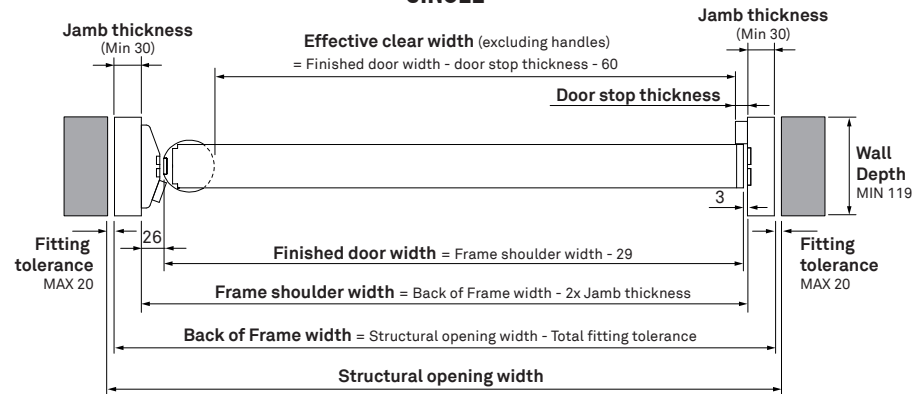 Jamb thickness
(Min 30)
Jamb thickness
(Min 30)
Effective clear width (excluding handles)
= Finished door width - door stop thickness - 60
Door stop thickness
Wall
Depth
MIN 119
3
26
Fitting
tolerance
MAX 20
Finished door width = Frame shoulder width - 29
Fitting
tolerance
MAX 20
Frame shoulder width = Back of Frame width - 2x Jamb thickness
Back of Frame width = Structural opening width - Total fitting tolerance
Structural opening width